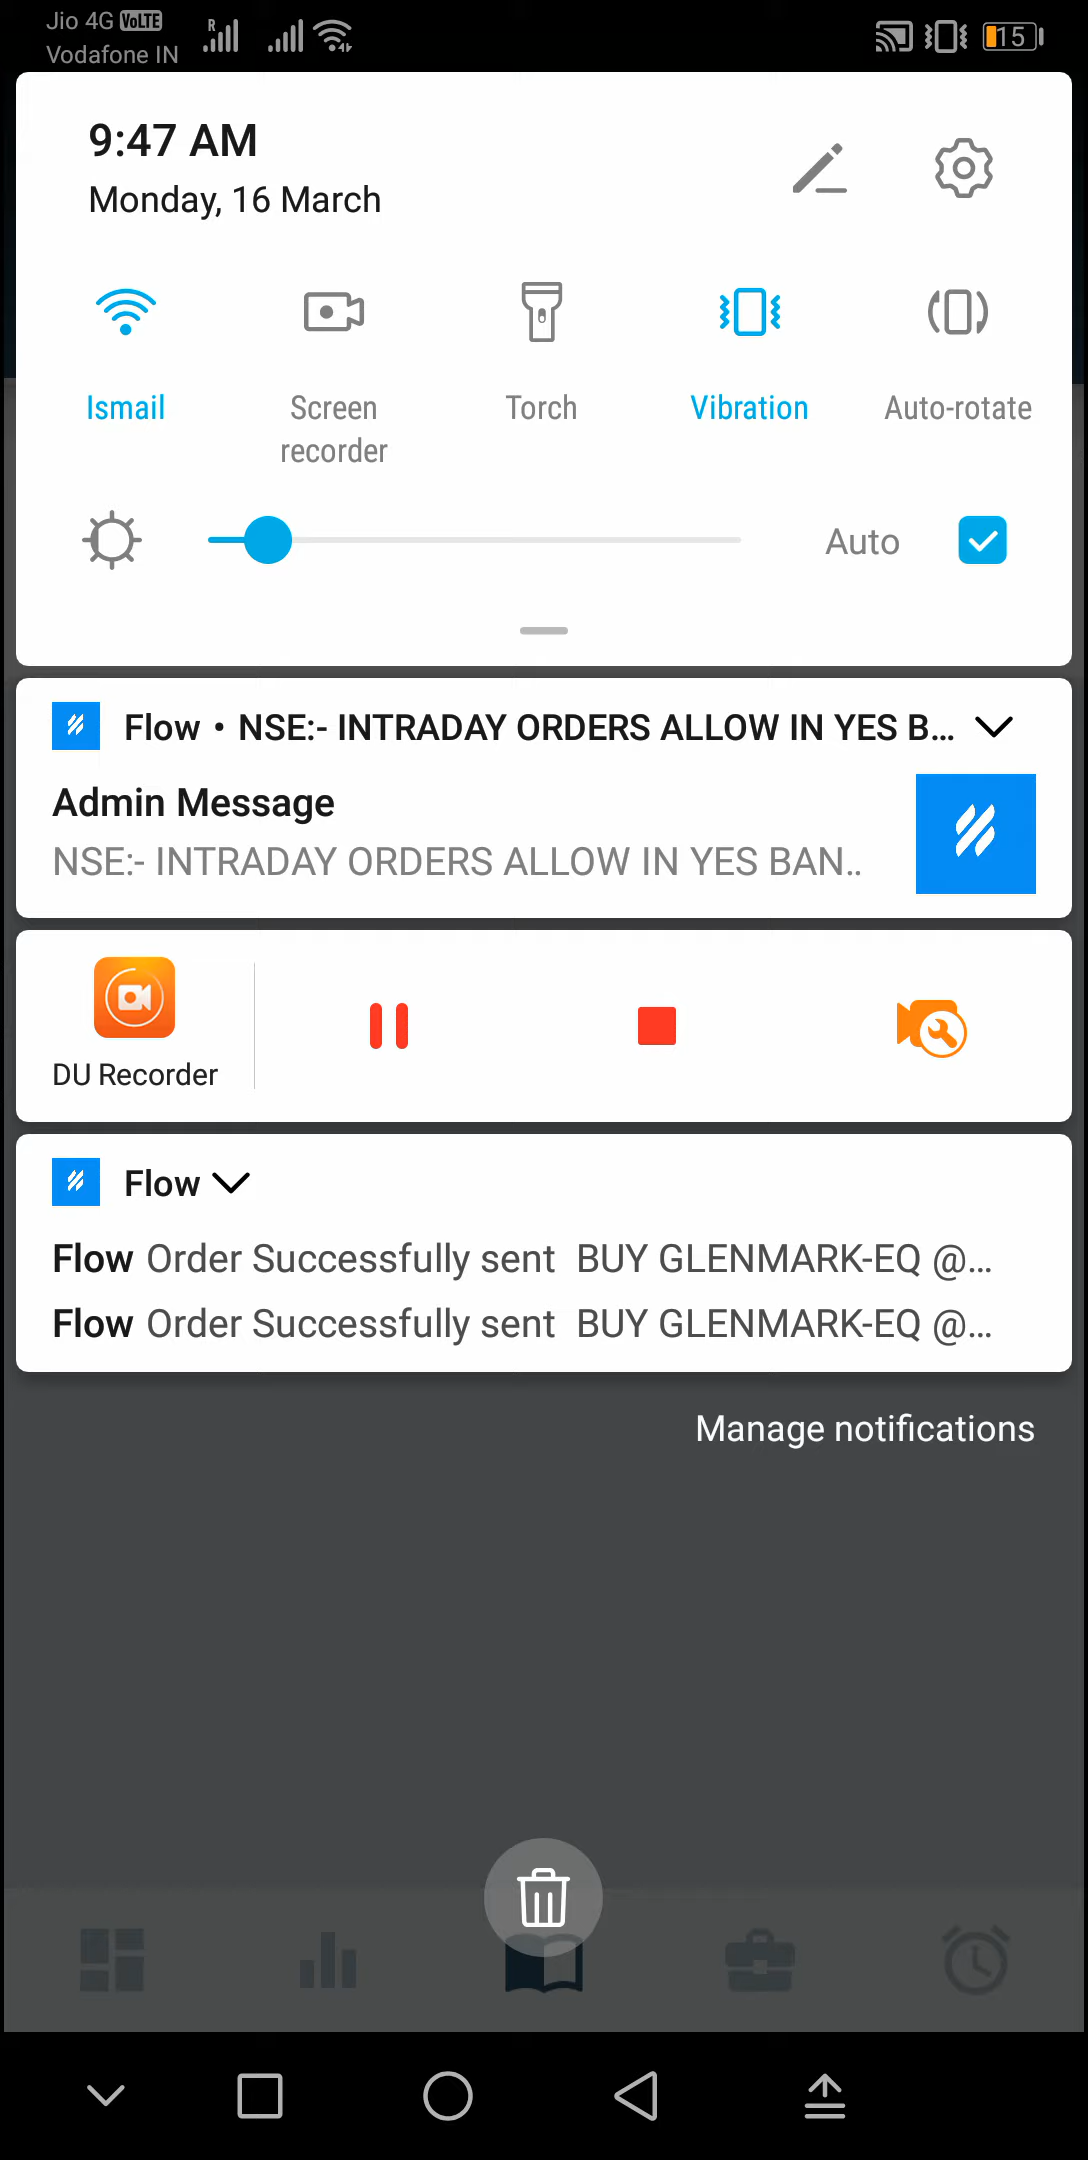 Jio 4G VoLTE
Vodafone IN
R
15
9:47 AM
Monday, 16 March
Ismail
Screen recorder
Torch
Vibration
Auto-rotate
Auto
Flow • NSE:- INTRADAY ORDERS ALLOW IN YES B...
Admin Message
NSE:- INTRADAY ORDERS ALLOW IN YES BAN..
DU Recorder
Flow
Flow Order Successfully sent BUY GLENMARK-EQ @...
Flow Order Successfully sent BUY GLENMARK-EQ @...
Manage notifications